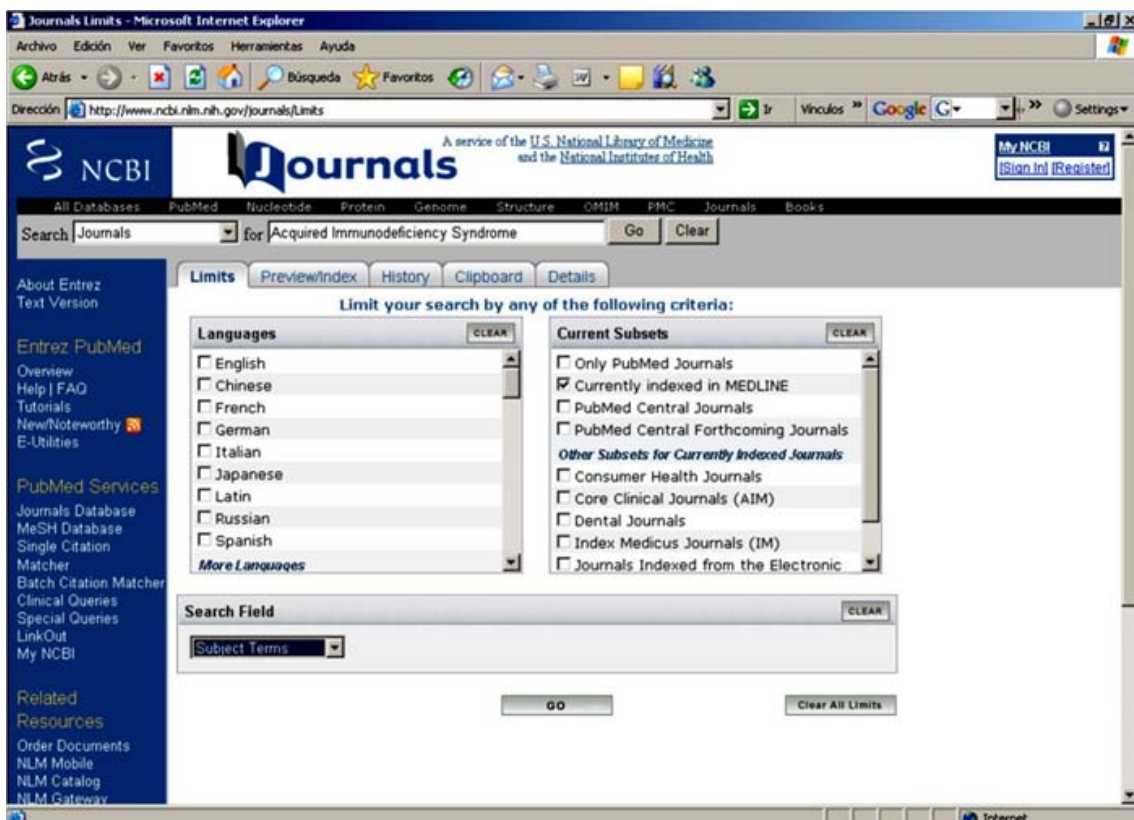 Journals Limits - Microsoft Internet Explorer
Archivo Edición Ver Favoritos Herramientas Ayuda
Atrás Búsqueda Favoritos
Dirección http://www.ncbi.nlm.nih.gov/journals/Limits Ir Vínculos » Google G » Settings
NCBI
Journals
A service of the U.S. National Library of Medicine
and the National Institutes of Health
My NCBI
[Sign In] [Register]
All Databases PubMed Nucleotide Protein Genome Structure OMIM PMC Journals Books
Search Journals for Acquired Immunodeficiency Syndrome Go Clear
About Entrez
Text Version
Entrez PubMed
Overview
Help | FAQ
Tutorials
New/Noteworthy
E-Utilities
PubMed Services
Journals Database
MeSH Database
Single Citation
Matcher
Batch Citation Matcher
Clinical Queries
Special Queries
LinkOut
My NCBI
Related
Resources
Order Documents
NLM Mobile
NLM Catalog
NLM Gateway
Limits Preview/Index History Clipboard Details
Limit your search by any of the following criteria:
Languages CLEAR
English
Chinese
French
German
Italian
Japanese
Latin
Russian
Spanish
More Languages
Current Subsets CLEAR
Only PubMed Journals
Currently indexed in MEDLINE
PubMed Central Journals
PubMed Central Forthcoming Journals
Other Subsets for Currently Indexed Journals
Consumer Health Journals
Core Clinical Journals (AIM)
Dental Journals
Index Medicus Journals (IM)
Journals Indexed from the Electronic
Search Field CLEAR
Subject Terms
GO Clear All Limits
Internet